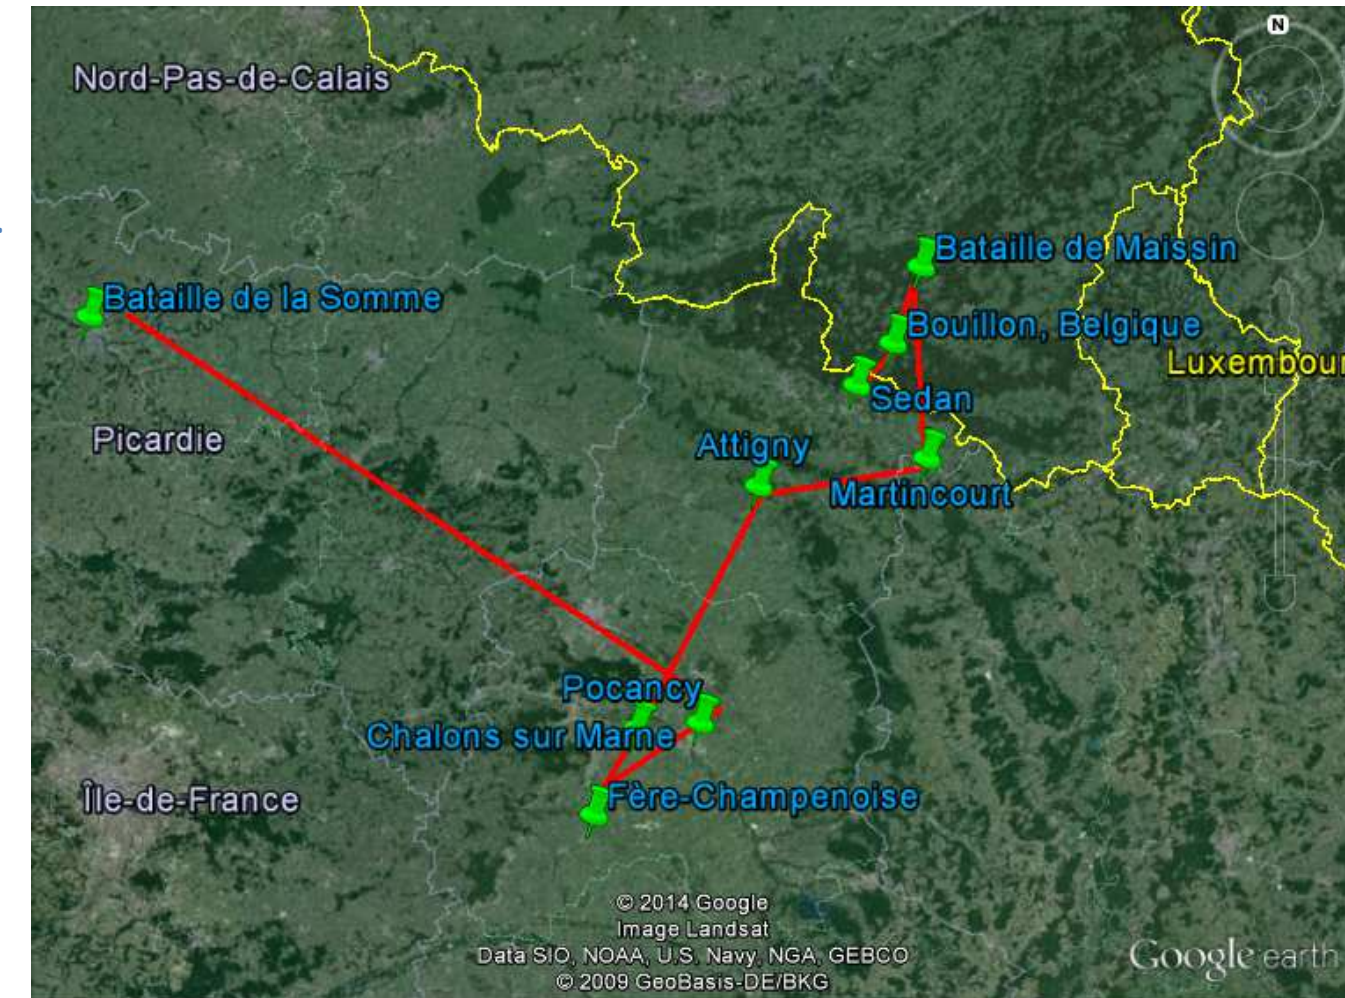 N
Nord-Pas-de-Calais
Bataille de Maissin
Bataille de la Somme
Bouillon, Belgique
Luxembour
Sedan
Picardie
Attigny
Martincourt
Pocancy
Chalons sur Marne
Île-de-France
Fère-Champenoise
© 2014 Google
Image Landsat
Data SIO, NOAA, U.S. Navy, NGA, GEBCO
© 2009 GeoBasis-DE/BKG
Google earth